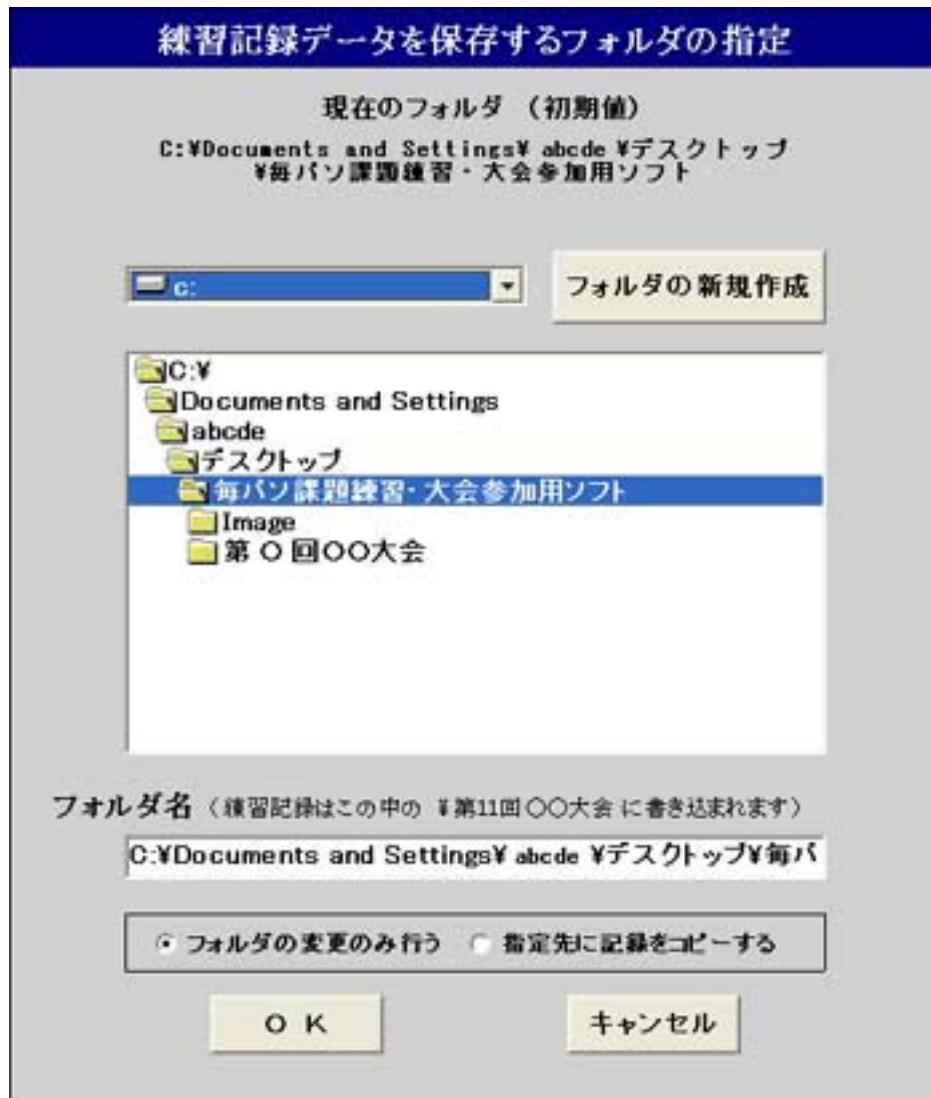 練習記録データを保存するフォルダの指定
現在のフォルダ （初期値）
C:¥Documents and Settings¥ abcde ¥デスクトップ
¥毎パソ課題練習・大会参加用ソフト
c:
フォルダの新規作成
C:¥
Documents and Settings
abcde
デスクトップ
毎パソ課題練習・大会参加用ソフト
Image
第 〇 回〇〇大会
フォルダ名（練習記録はこの中の ¥第11回〇〇大会 に書き込まれます）
C:¥Documents and Settings¥ abcde ¥デスクトップ¥毎パ
フォルダの変更のみ行う 指定先に記録をコピーする
ＯＫ キャンセル